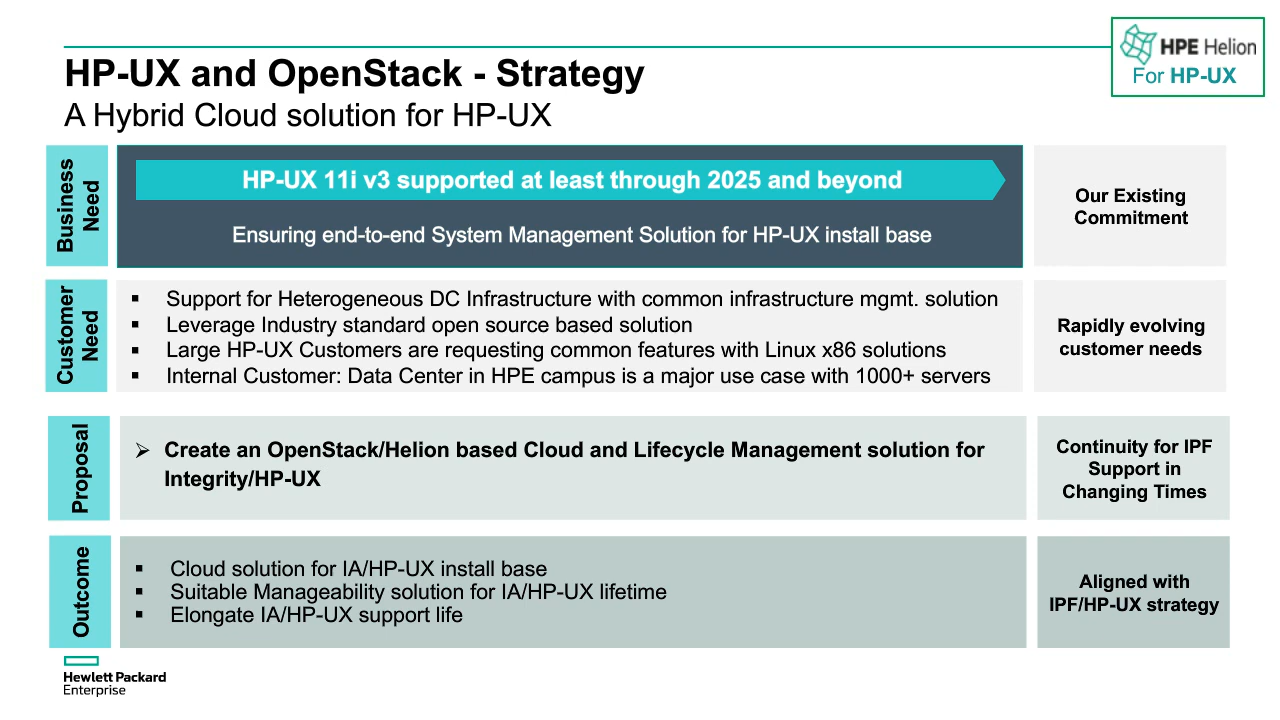 HPE Helion
For HP-UX
HP-UX and OpenStack - Strategy
A Hybrid Cloud solution for HP-UX
Business
Need
HP-UX 11i v3 supported at least through 2025 and beyond
Ensuring end-to-end System Management Solution for HP-UX install base
Our Existing
Commitment
Customer
Need
▪ Support for Heterogeneous DC Infrastructure with common infrastructure mgmt. solution
▪ Leverage Industry standard open source based solution
▪ Large HP-UX Customers are requesting common features with Linux x86 solutions
▪ Internal Customer: Data Center in HPE campus is a major use case with 1000+ servers
Rapidly evolving
customer needs
Proposal
➢ Create an OpenStack/Helion based Cloud and Lifecycle Management solution for
Integrity/HP-UX
Continuity for IPF
Support in
Changing Times
Outcome
▪ Cloud solution for IA/HP-UX install base
▪ Suitable Manageability solution for IA/HP-UX lifetime
▪ Elongate IA/HP-UX support life
Aligned with
IPF/HP-UX strategy
Hewlett Packard
Enterprise